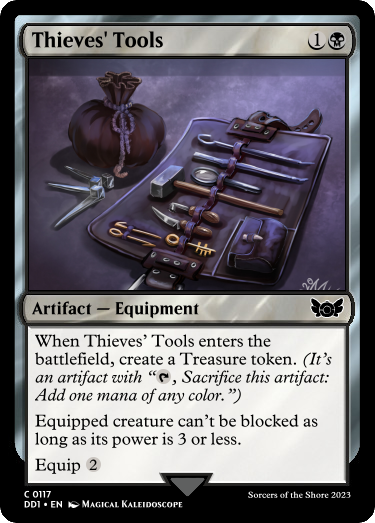 Thieves' Tools 1
Artifact — Equipment
When Thieves' Tools enters the
battlefield, create a Treasure token. (It's
an artifact with “, Sacrifice this artifact:
Add one mana of any color.”)
Equipped creature can't be blocked as
long as its power is 3 or less.
Equip 2
C 0117
DD1 • EN Magical Kaleidoscope
Sorcers of the Shore 2023